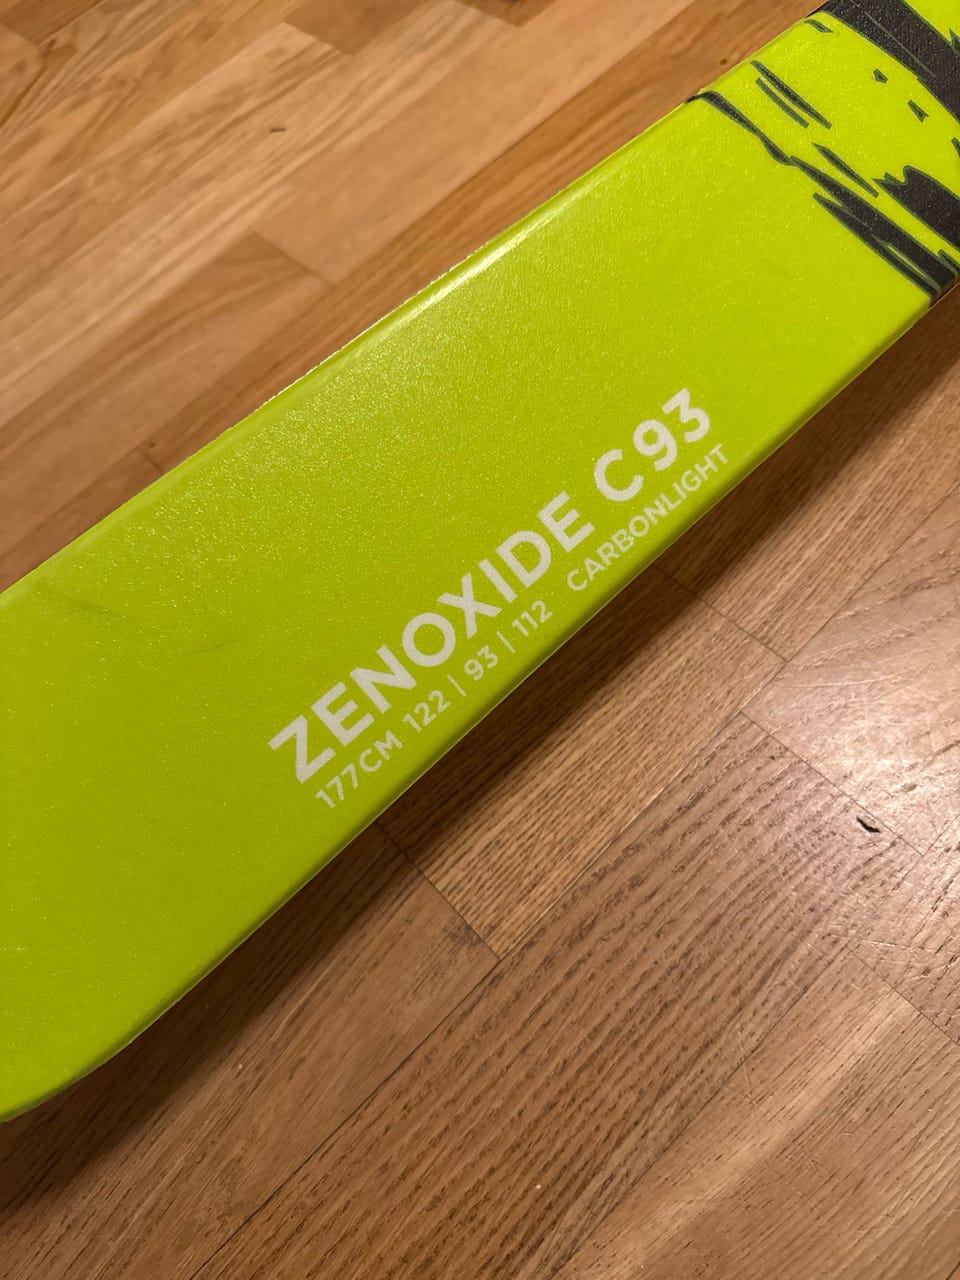 ZENOXIDE C93
177CM 122 | 93 | 112 CARBONLIGHT